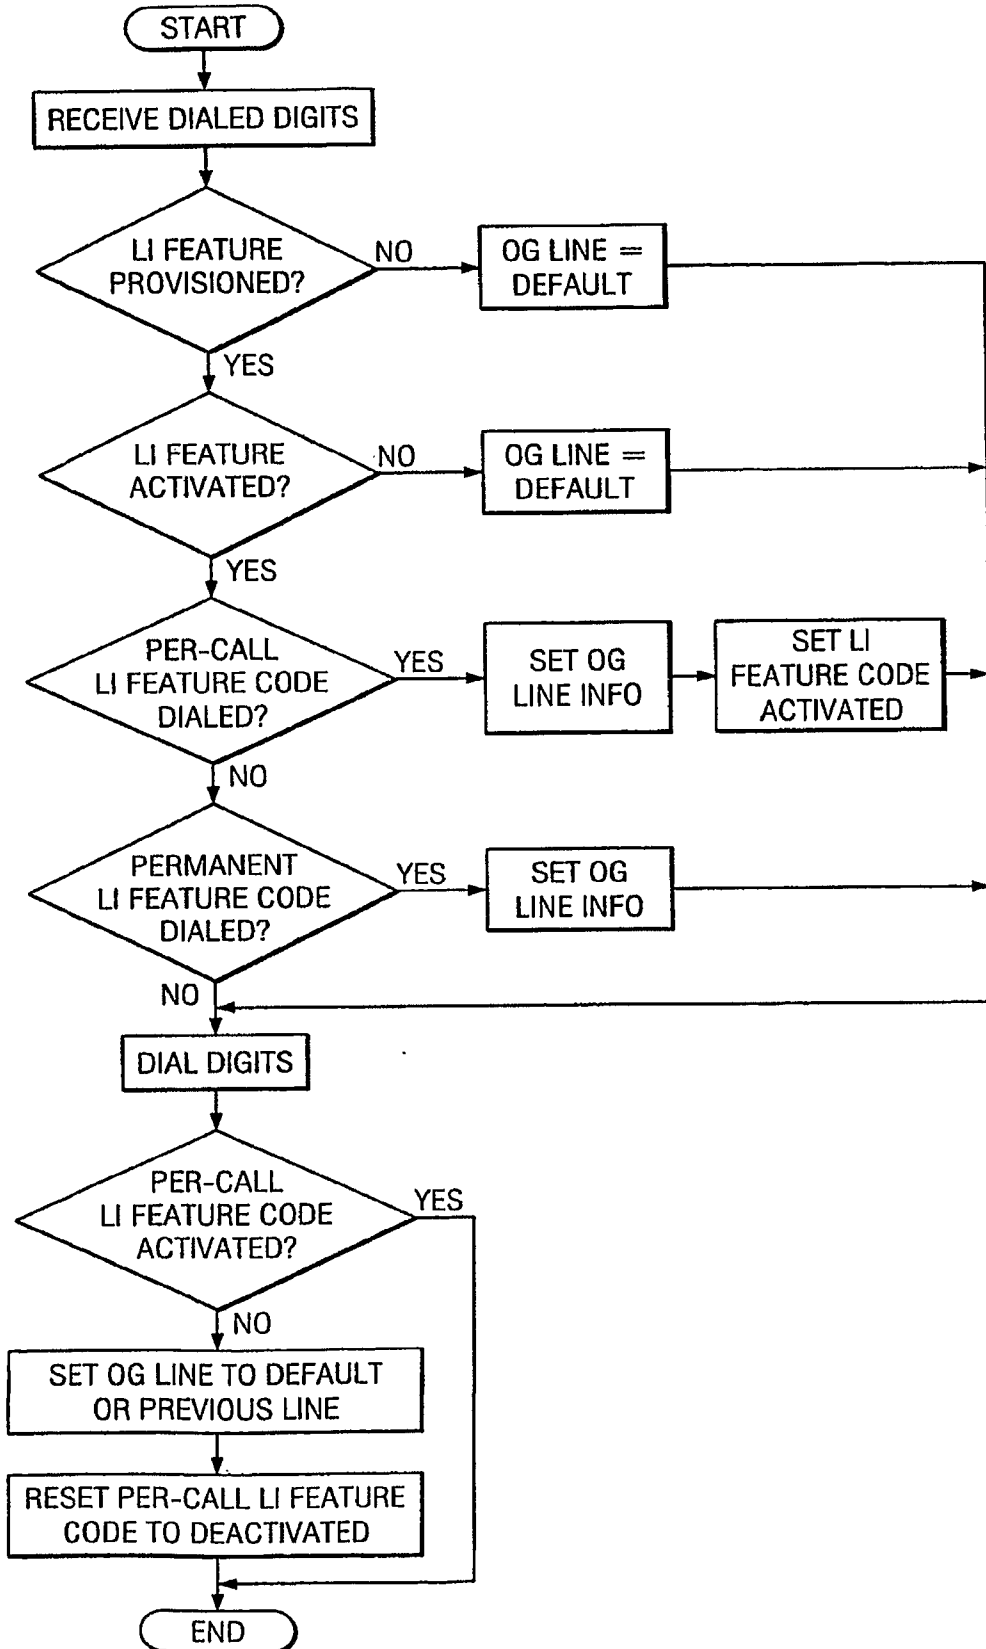 START
RECEIVE DIALED DIGITS
LI FEATURE
PROVISIONED?
NO
OG LINE =
DEFAULT
YES
LI FEATURE
ACTIVATED?
NO
OG LINE =
DEFAULT
YES
PER-CALL
LI FEATURE CODE
DIALED?
YES
SET OG
LINE INFO
SET LI
FEATURE CODE
ACTIVATED
NO
PERMANENT
LI FEATURE CODE
DIALED?
YES
SET OG
LINE INFO
NO
DIAL DIGITS
PER-CALL
LI FEATURE CODE
ACTIVATED?
YES
NO
SET OG LINE TO DEFAULT
OR PREVIOUS LINE
RESET PER-CALL LI FEATURE
CODE TO DEACTIVATED
END